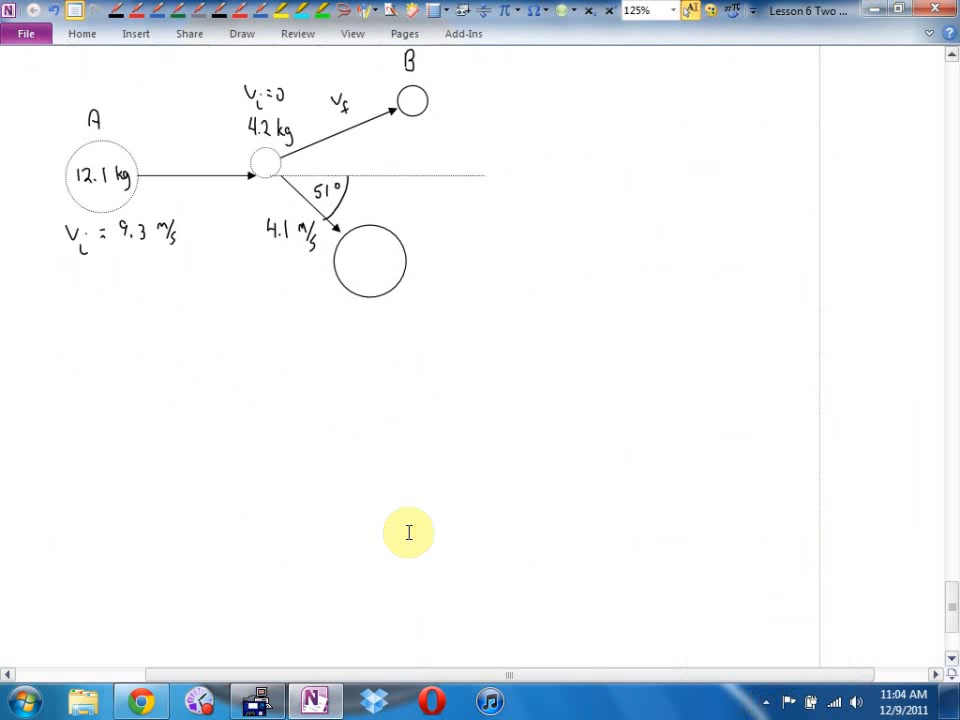 125%
Lesson 6 Two ...
File Home Insert Share Draw Review View Pages Add-Ins
B
Vi=0
Vf
4.2 kg
A
12.1 kg
51°
Vi = 9.3 m/s
4.1 m/s
11:04 AM
12/9/2011